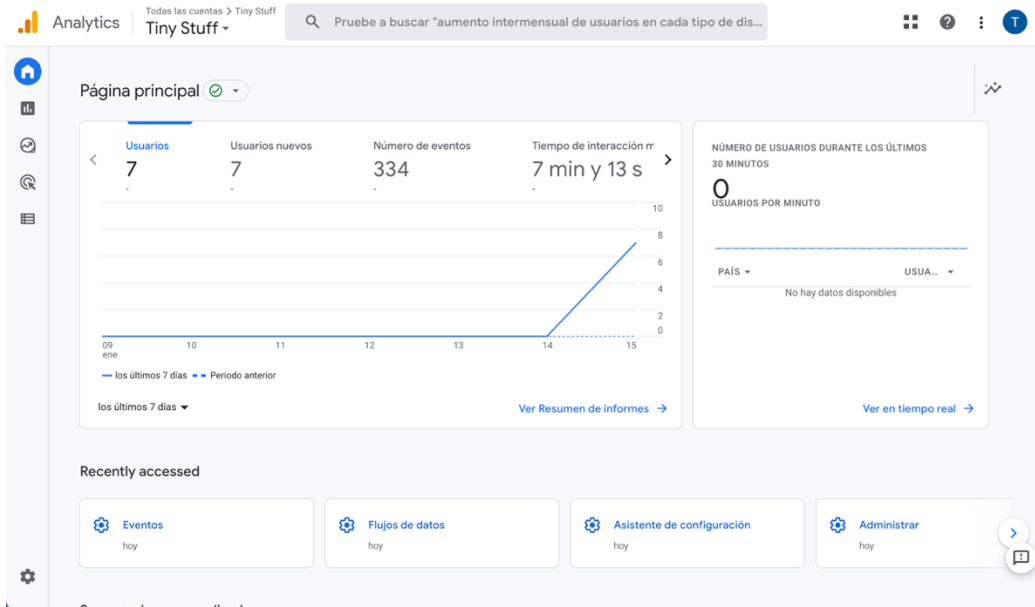 Analytics
Todas las cuentas > Tiny Stuff
Tiny Stuff
Pruebe a buscar "aumento intermensual de usuarios en cada tipo de dis...
T
Página principal
Usuarios
7
-
Usuarios nuevos
7
-
Número de eventos
334
-
Tiempo de interacción m
7 min y 13 s
-
10
8
6
4
2
0
09 10 11 12 13 14 15
ene
los últimos 7 días Periodo anterior
los últimos 7 días
Ver Resumen de informes
NÚMERO DE USUARIOS DURANTE LOS ÚLTIMOS
30 MINUTOS
0
USUARIOS POR MINUTO
PAÍS USUA...
No hay datos disponibles
Ver en tiempo real
Recently accessed
Eventos
hoy
Flujos de datos
hoy
Asistente de configuración
hoy
Administrar
hoy